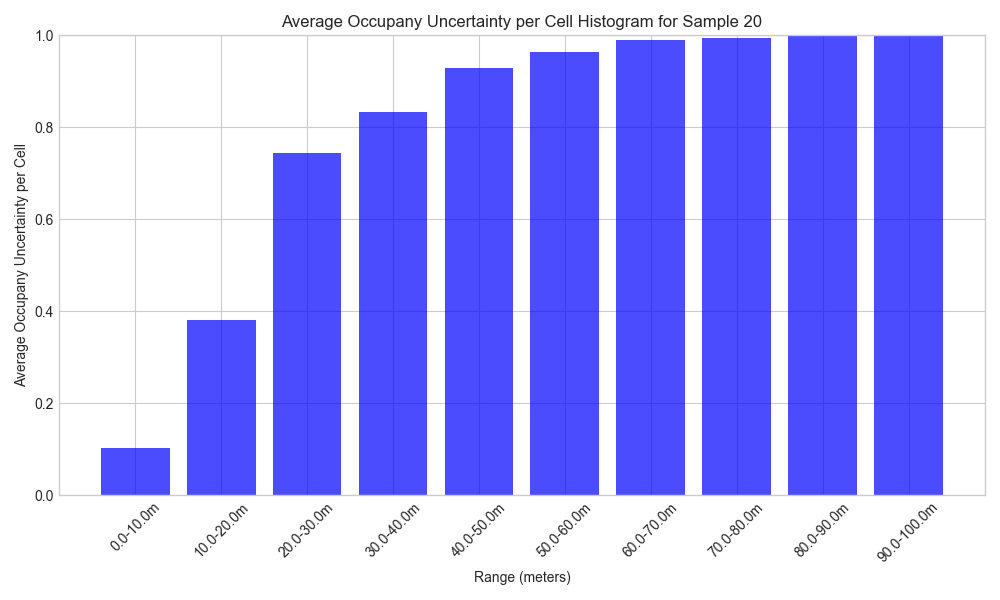 Average Occupany Uncertainty per Cell Histogram for Sample 20
Average Occupany Uncertainty per Cell
1.0
0.8
0.6
0.4
0.2
0.0
0.0-10.0m
10.0-20.0m
20.0-30.0m
30.0-40.0m
40.0-50.0m
50.0-60.0m
60.0-70.0m
70.0-80.0m
80.0-90.0m
90.0-100.0m
Range (meters)